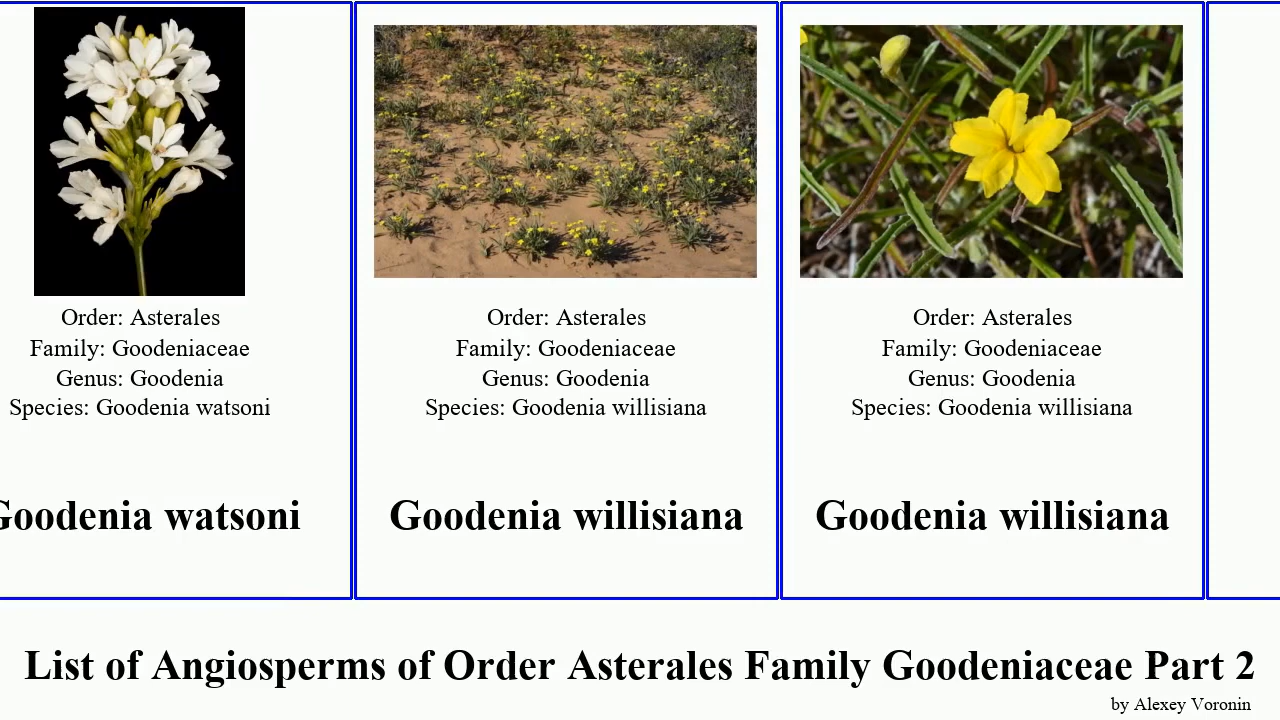 Order: Asterales
Family: Goodeniaceae
Genus: Goodenia
Species: Goodenia watsoni
Goodenia watsoni
Order: Asterales
Family: Goodeniaceae
Genus: Goodenia
Species: Goodenia willisiana
Goodenia willisiana
Order: Asterales
Family: Goodeniaceae
Genus: Goodenia
Species: Goodenia willisiana
Goodenia willisiana
List of Angiosperms of Order Asterales Family Goodeniaceae Part 2
by Alexey Voronin